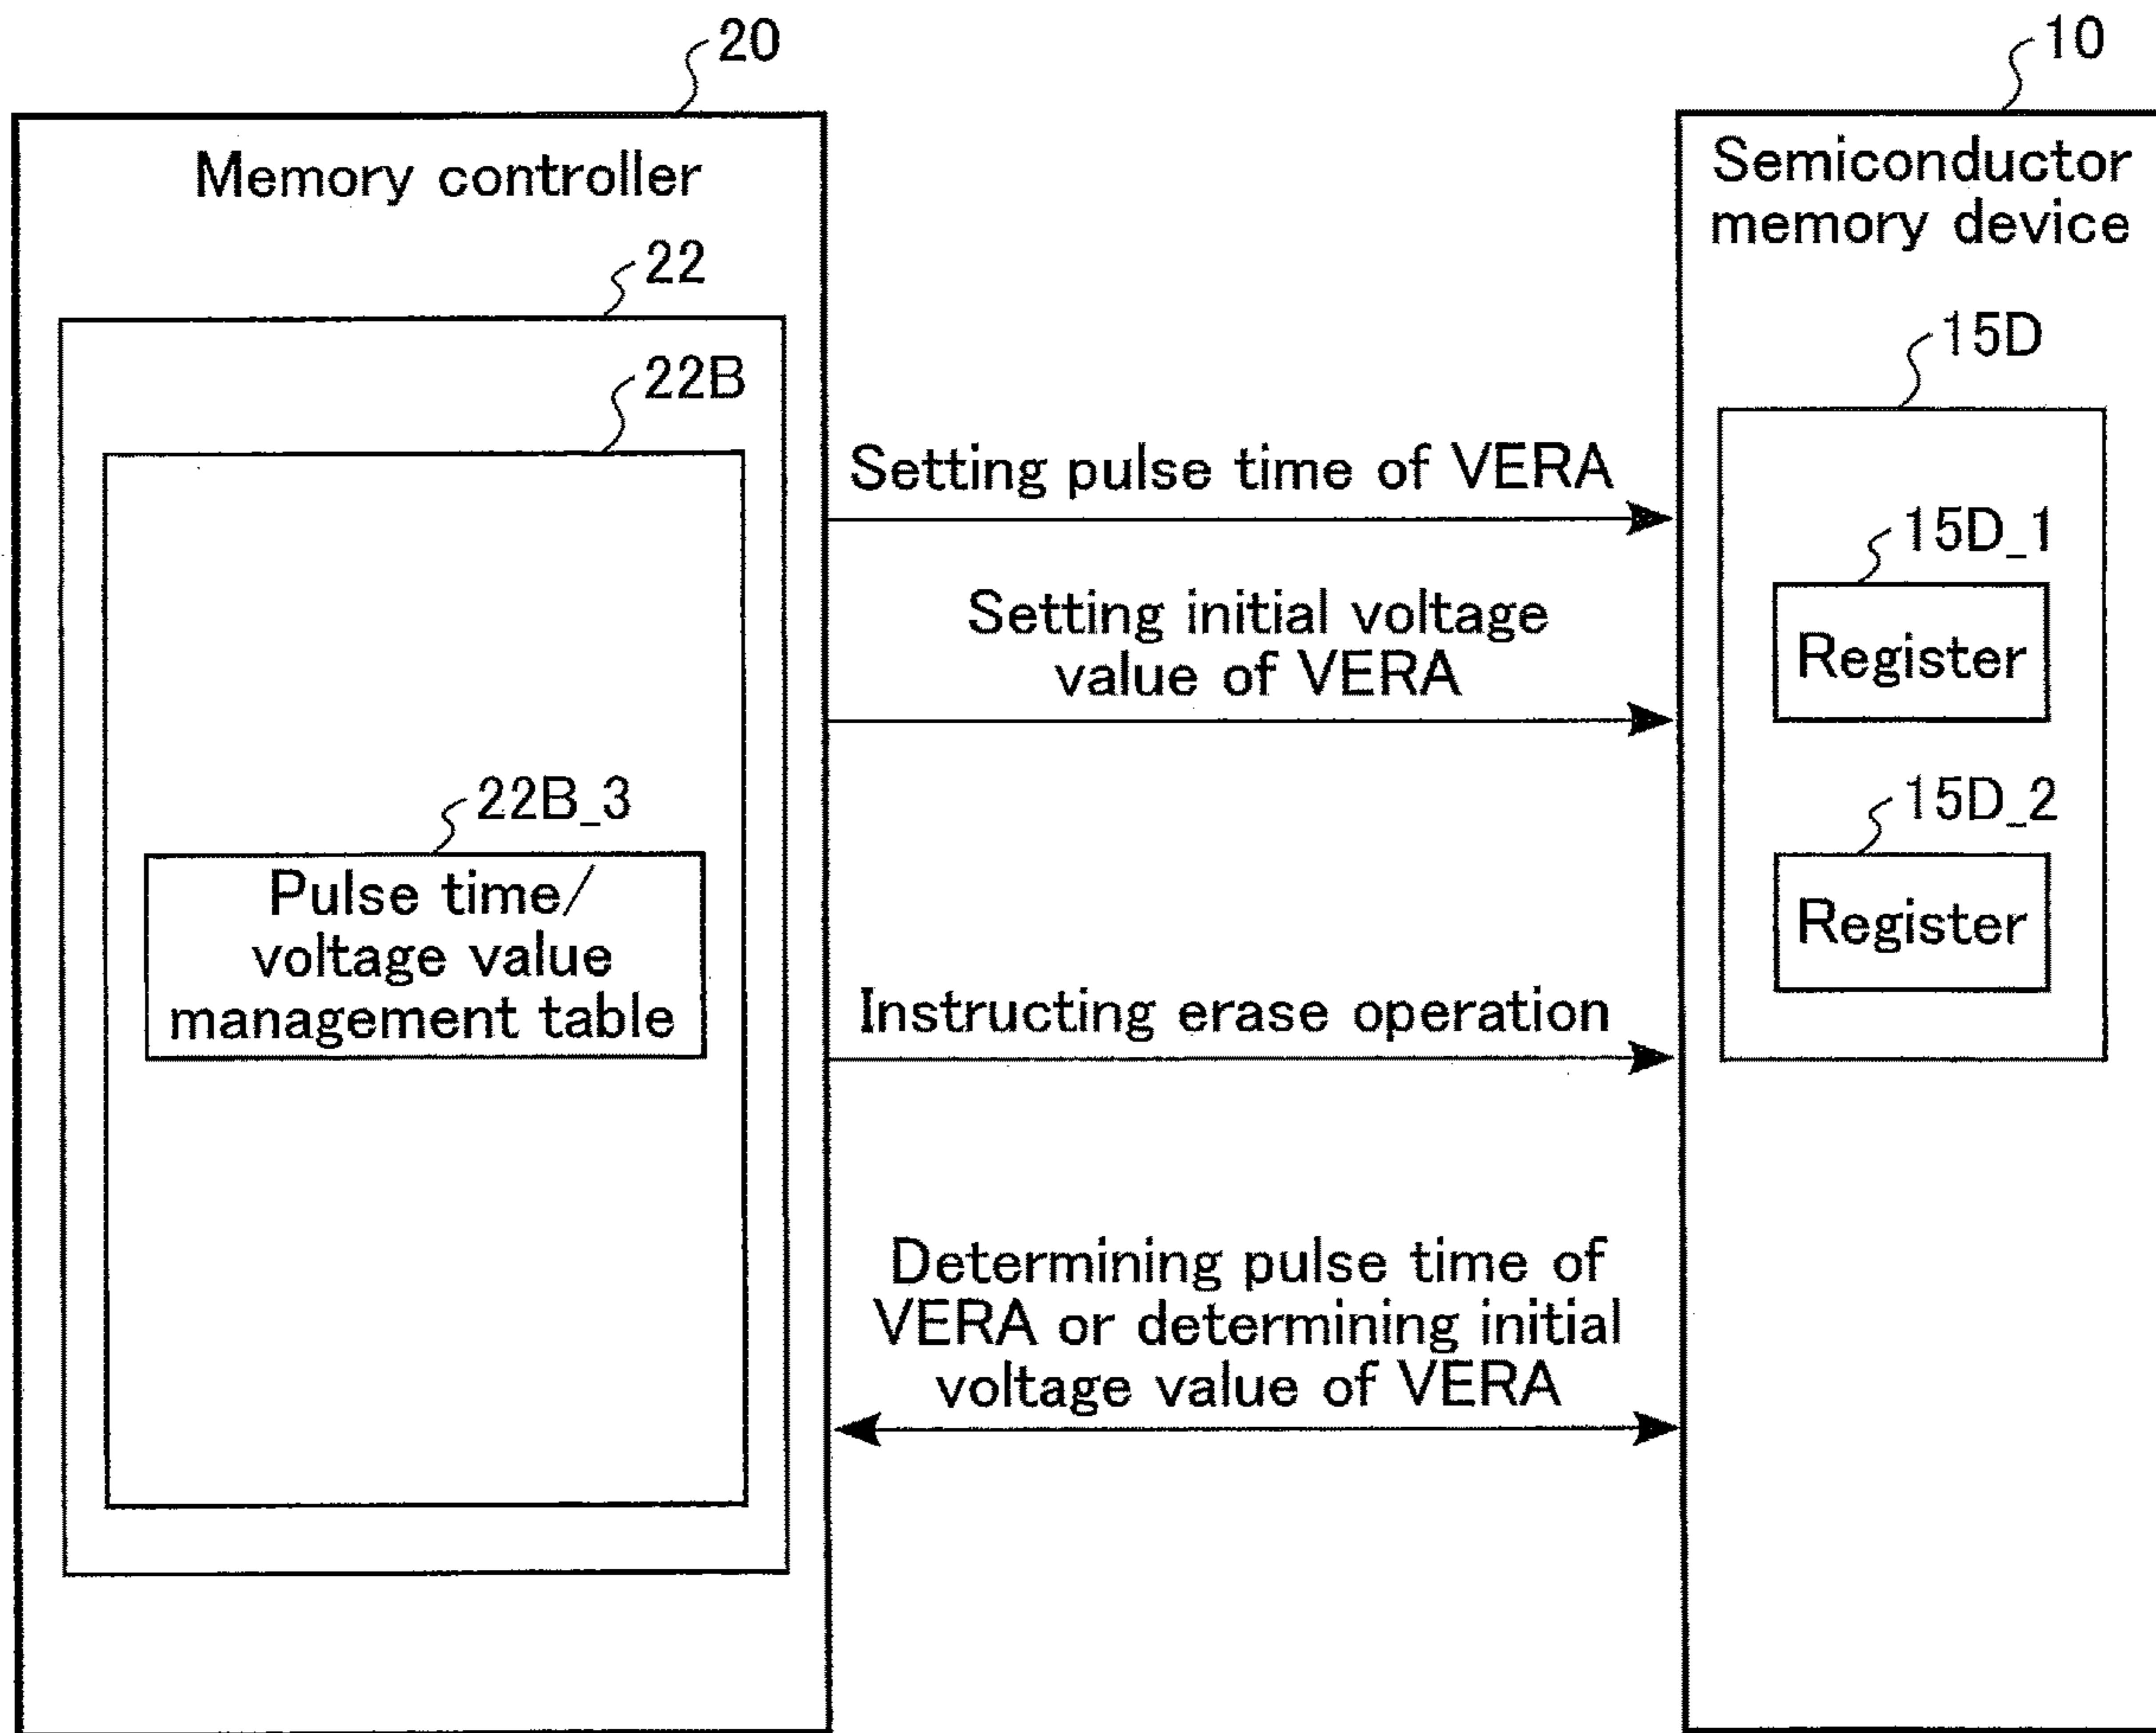 20
Memory controller
22
22B
22B_3
Pulse time/
voltage value
management table
Setting pulse time of VERA
Setting initial voltage
value of VERA
Instructing erase operation
Determining pulse time of
VERA or determining initial
voltage value of VERA
10
Semiconductor
memory device
15D
15D_1
Register
15D_2
Register